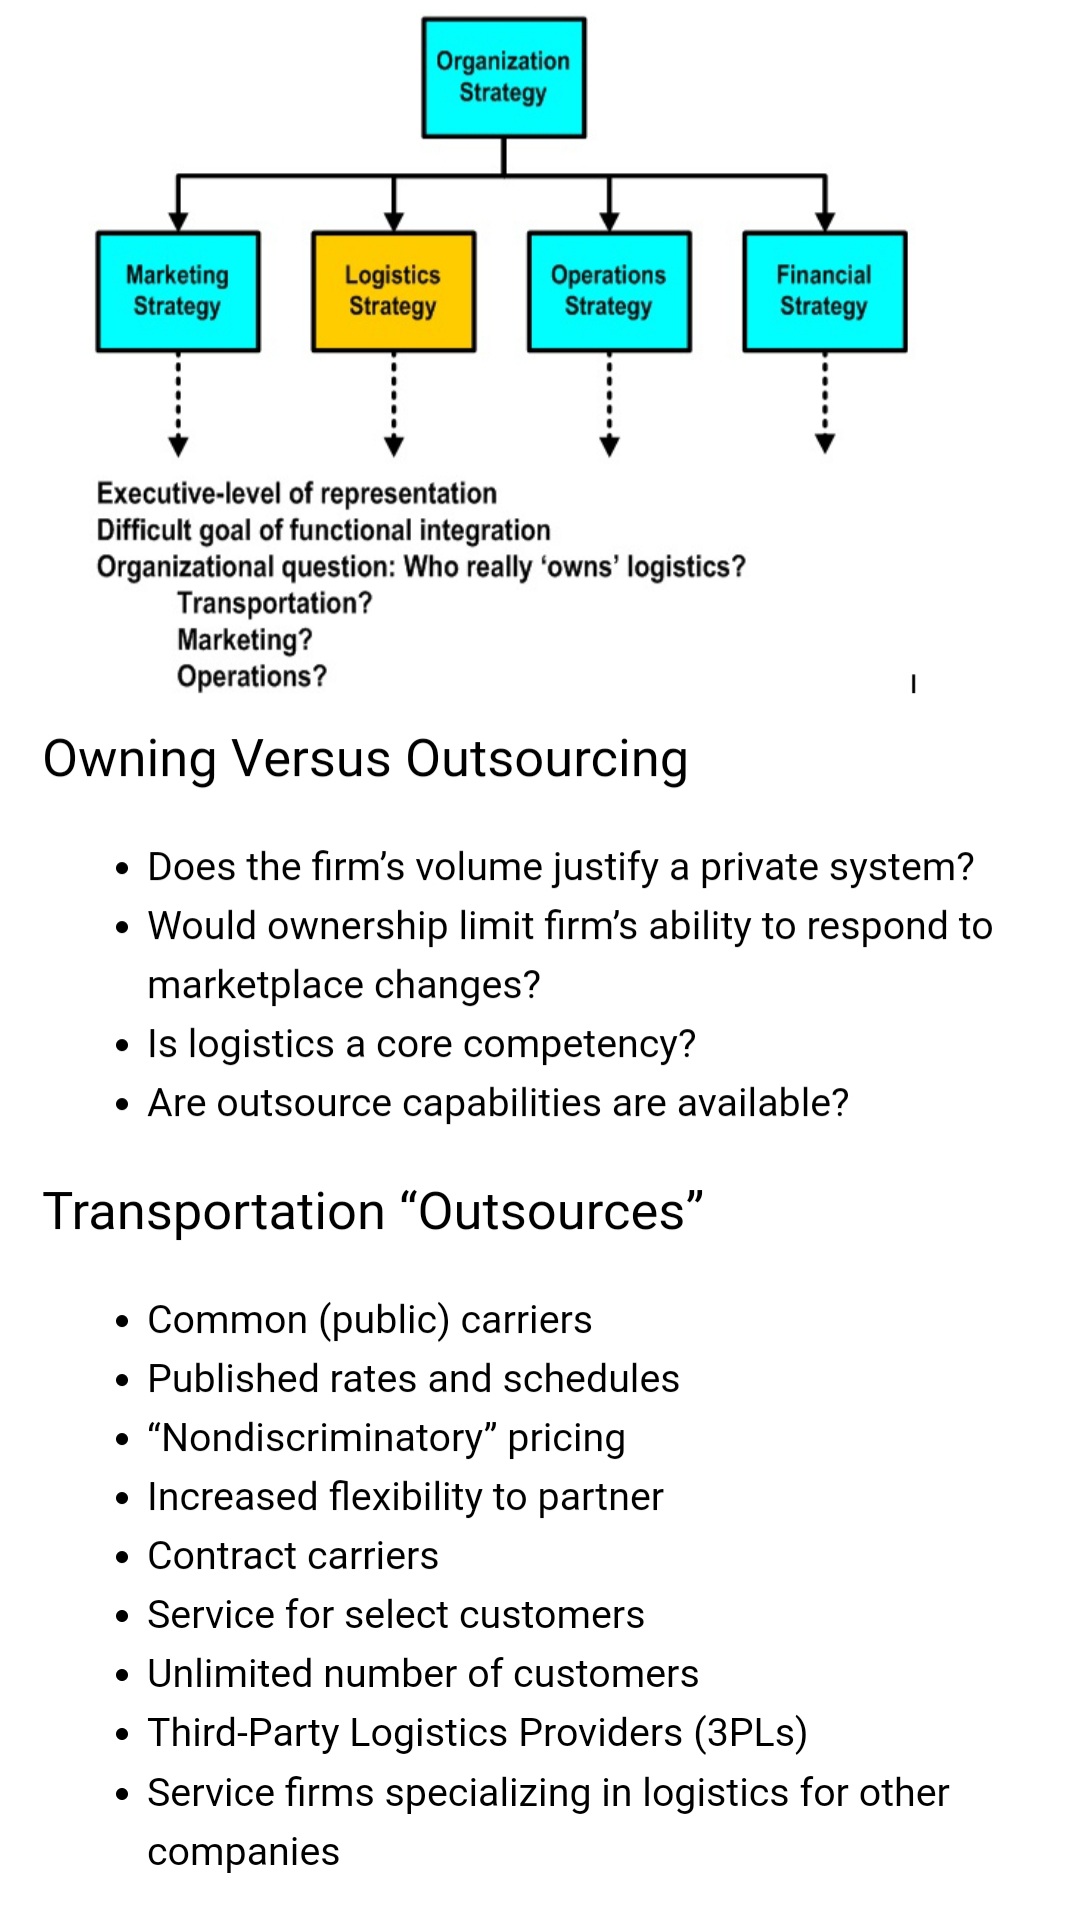 Organization
Strategy
Marketing
Strategy
Logistics
Strategy
Operations
Strategy
Financial
Strategy
Executive-level of representation
Difficult goal of functional integration
Organizational question: Who really ‘owns’ logistics?
Transportation?
Marketing?
Operations?
Owning Versus Outsourcing
• Does the firm’s volume justify a private system?
• Would ownership limit firm’s ability to respond to
marketplace changes?
• Is logistics a core competency?
• Are outsource capabilities are available?
Transportation “Outsources”
• Common (public) carriers
• Published rates and schedules
• “Nondiscriminatory” pricing
• Increased flexibility to partner
• Contract carriers
• Service for select customers
• Unlimited number of customers
• Third-Party Logistics Providers (3PLs)
• Service firms specializing in logistics for other
companies